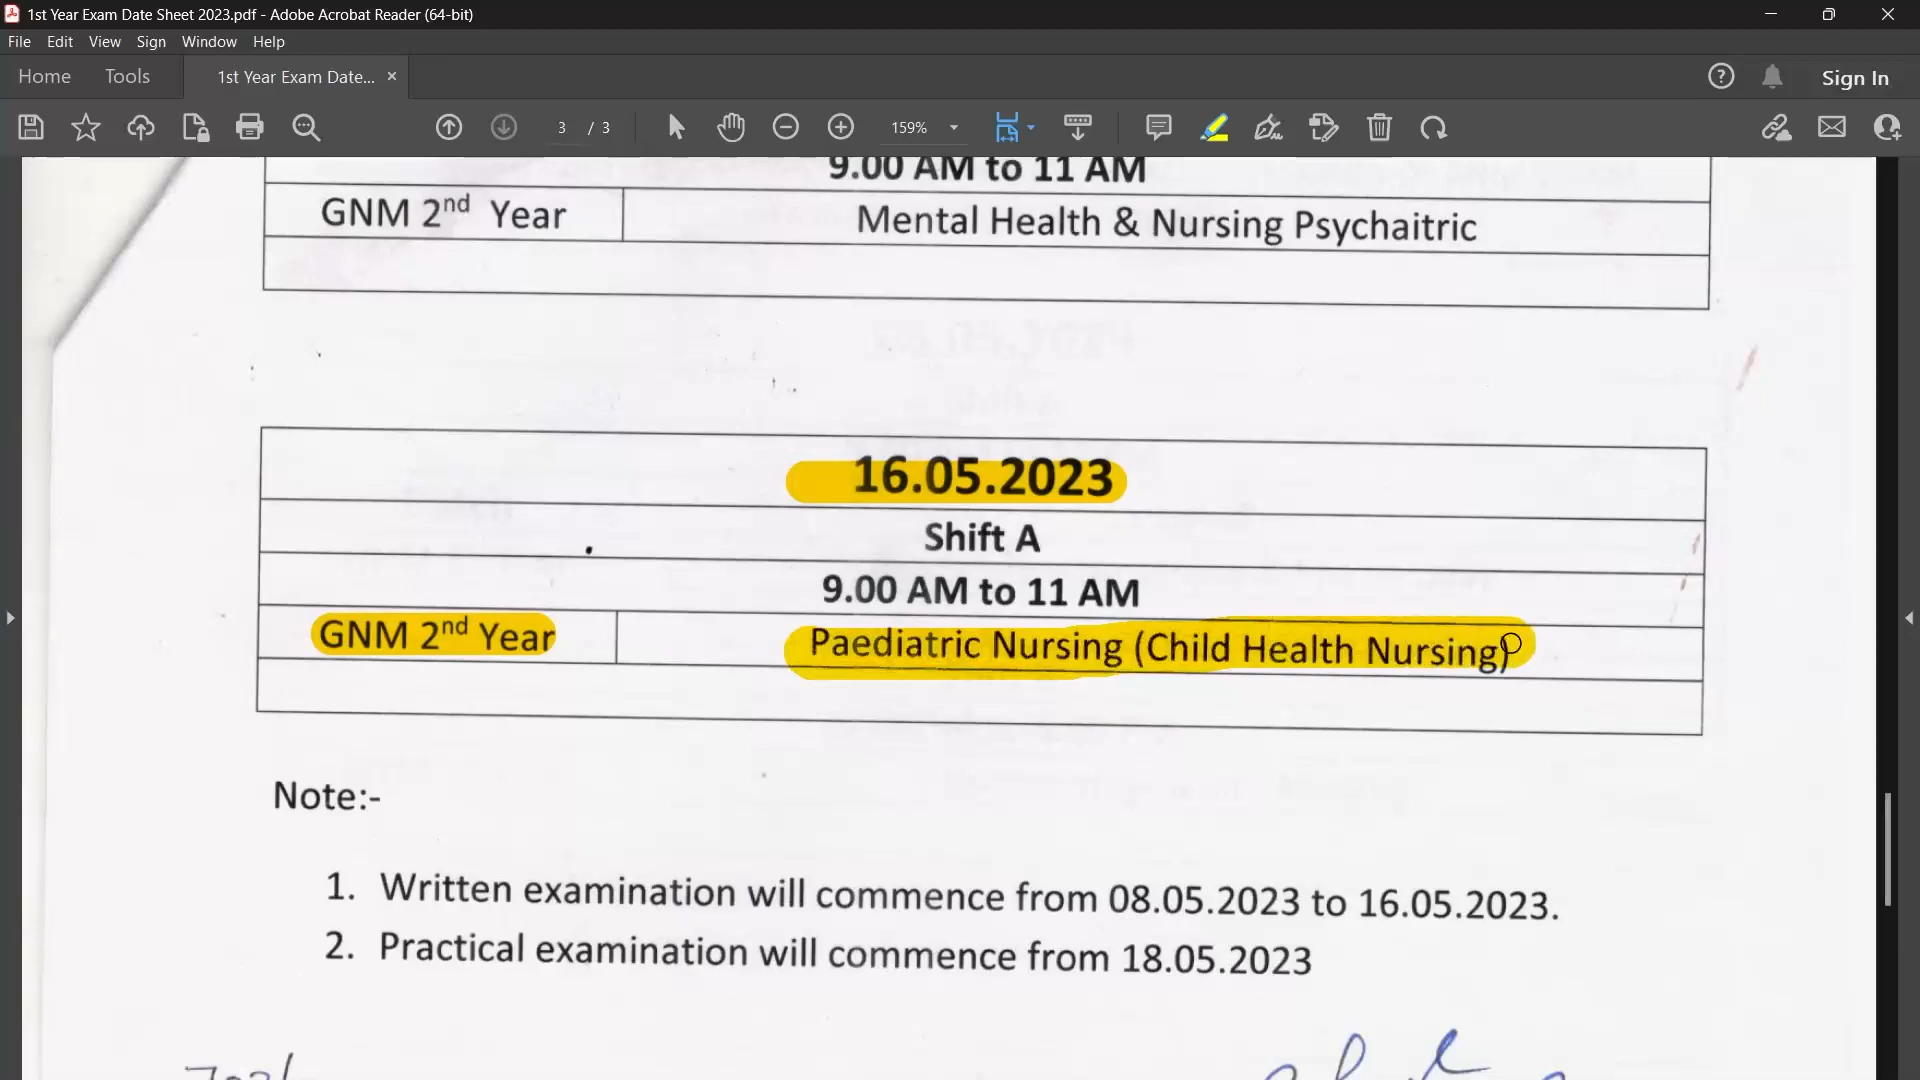 1st Year Exam Date Sheet 2023.pdf - Adobe Acrobat Reader (64-bit)
File Edit View Sign Window Help
Home Tools 1st Year Exam Date... × Sign In
3 / 3 159%
9.00 AM to 11 AM
GNM 2nd Year Mental Health & Nursing Psychaitric
16.05.2023
Shift A
9.00 AM to 11 AM
GNM 2nd Year Paediatric Nursing (Child Health Nursing)
Note:-
1. Written examination will commence from 08.05.2023 to 16.05.2023.
2. Practical examination will commence from 18.05.2023